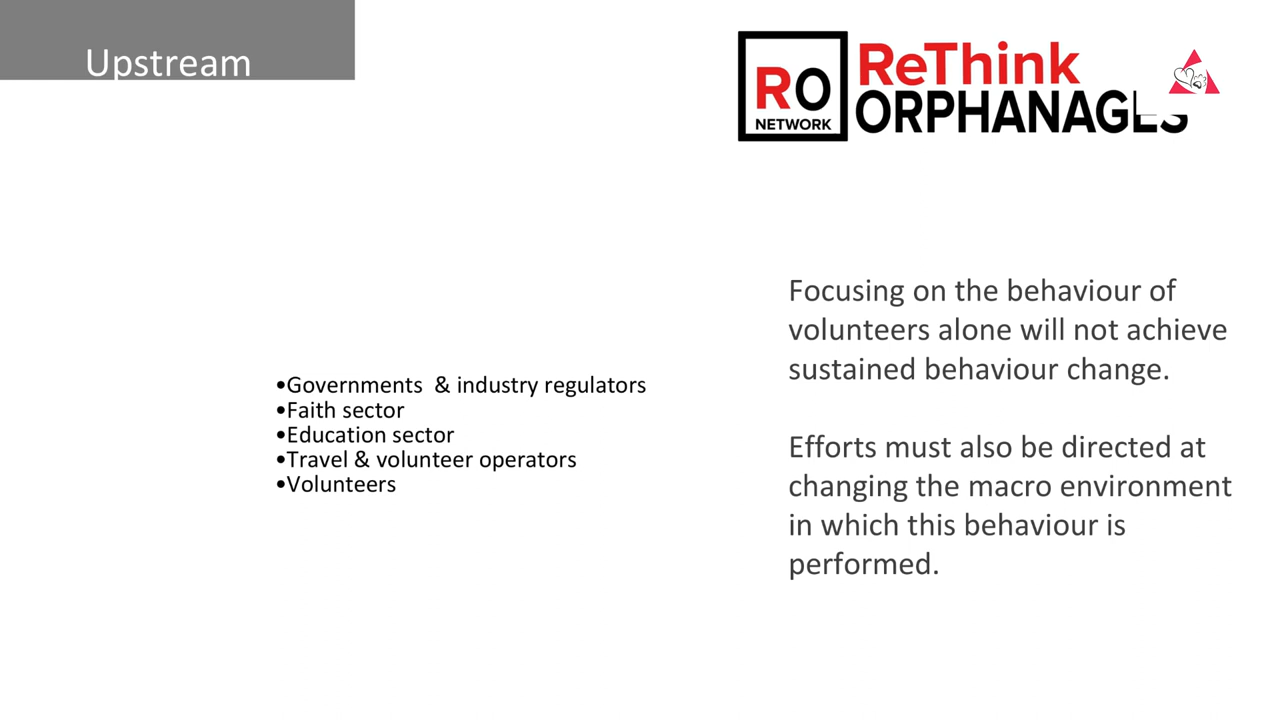 Upstream
RO
NETWORK
ReThink
ORPHANAGES
•Governments  & industry regulators
•Faith sector
•Education sector
•Travel & volunteer operators
•Volunteers
Focusing on the behaviour of
volunteers alone will not achieve
sustained behaviour change.
Efforts must also be directed at
changing the macro environment
in which this behaviour is
performed.